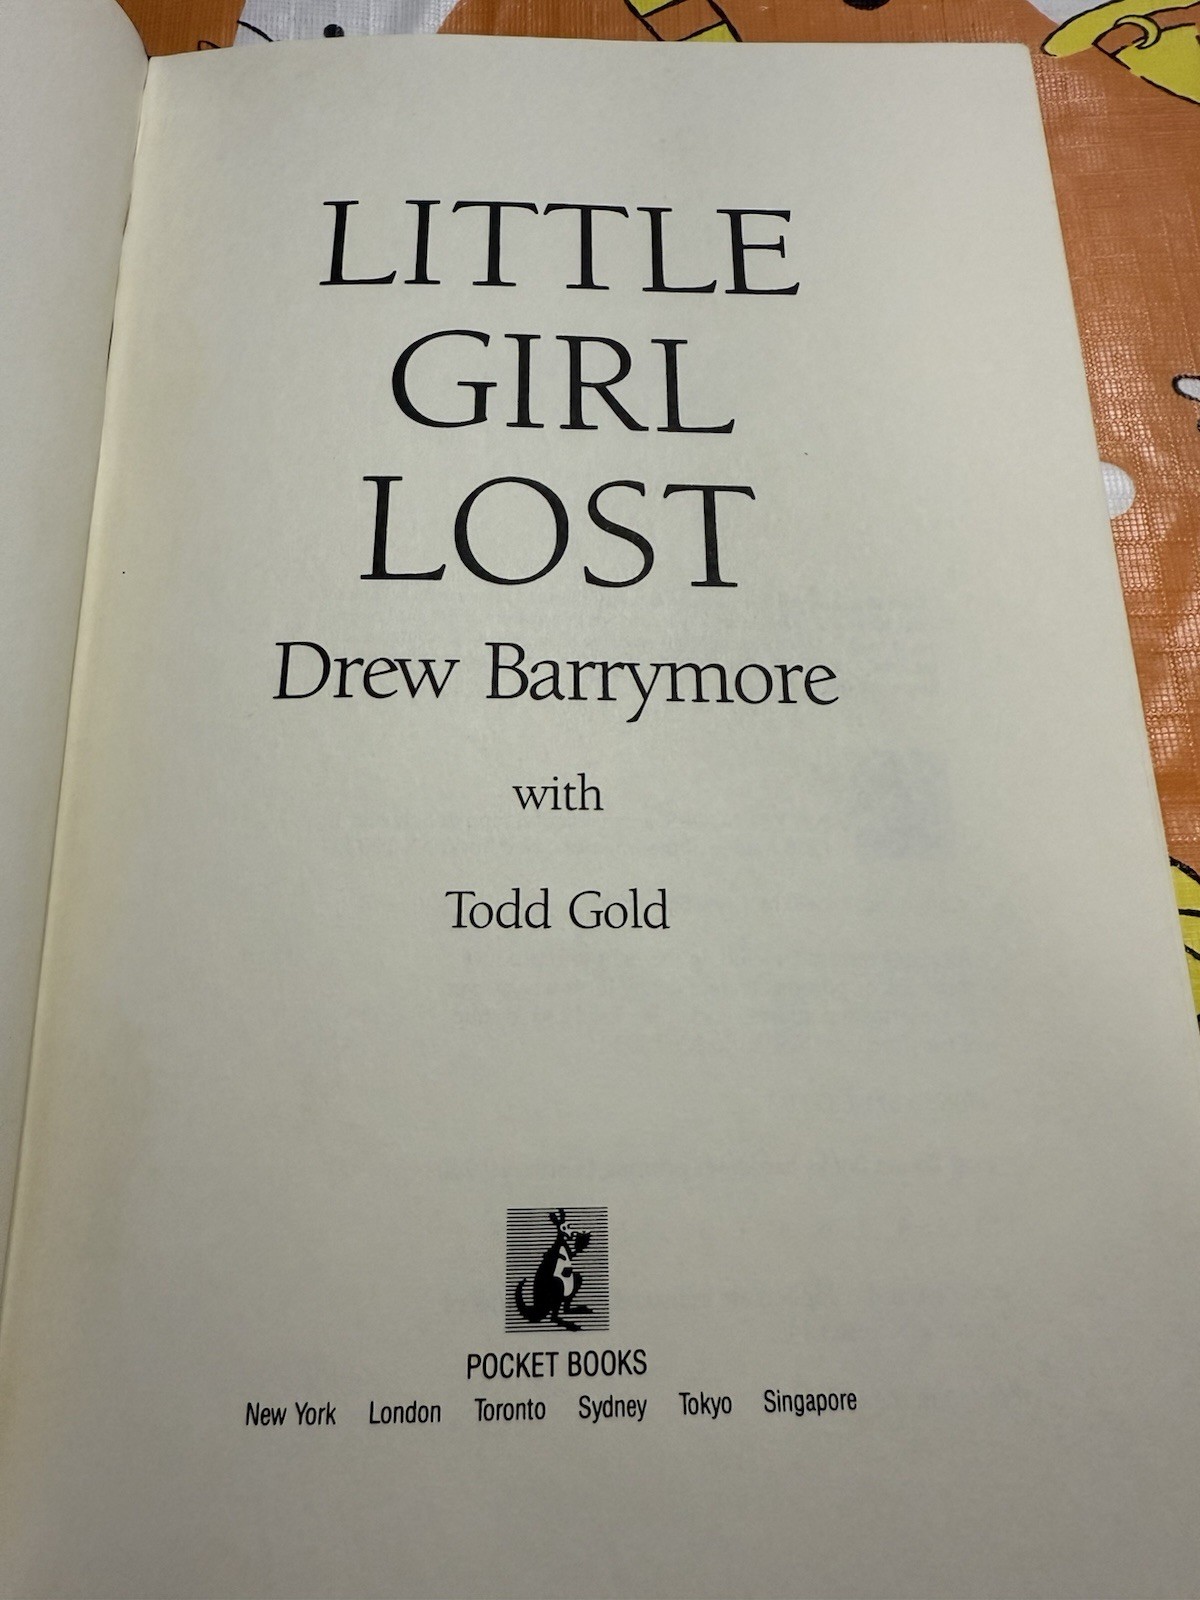 LITTLE
GIRL
LOST
Drew Barrymore
with
Todd Gold
POCKET BOOKS
New York London Toronto Sydney Tokyo Singapore